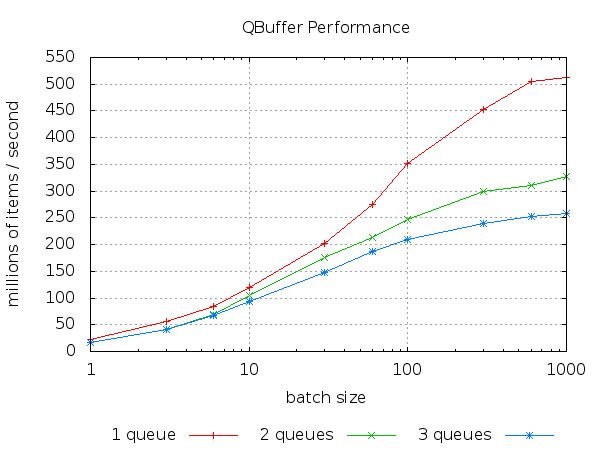 QBuffer Performance
millions of items / second
550
500
450
400
350
300
250
200
150
100
50
0
1 10 100 1000
batch size
1 queue 2 queues 3 queues